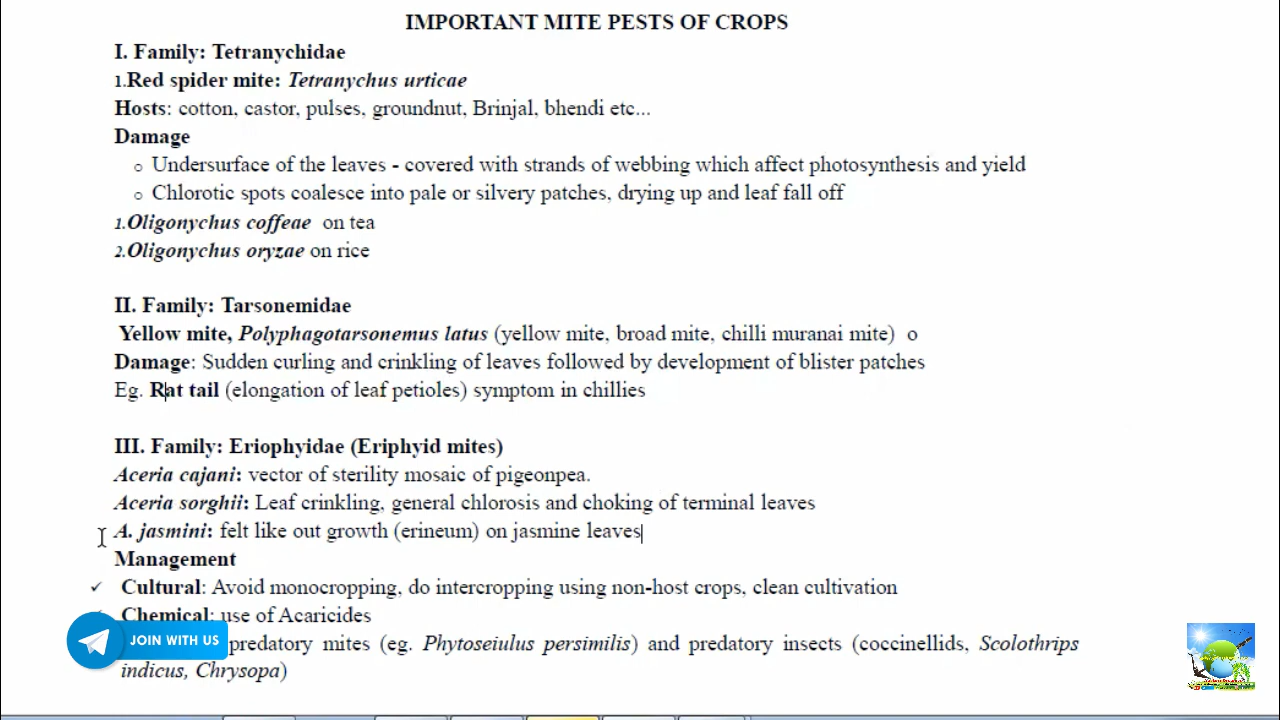 IMPORTANT MITE PESTS OF CROPS
I. Family: Tetranychidae
1.Red spider mite: Tetranychus urticae
Hosts: cotton, castor, pulses, groundnut, Brinjal, bhendi etc...
Damage
o Undersurface of the leaves - covered with strands of webbing which affect photosynthesis and yield
o Chlorotic spots coalesce into pale or silvery patches, drying up and leaf fall off
1.Oligonychus coffeae on tea
2.Oligonychus oryzae on rice
II. Family: Tarsonemidae
Yellow mite, Polyphagotarsonemus latus (yellow mite, broad mite, chilli muranai mite) o
Damage: Sudden curling and crinkling of leaves followed by development of blister patches
Eg. Rat tail (elongation of leaf petioles) symptom in chillies
III. Family: Eriophyidae (Eriphyid mites)
Aceria cajani: vector of sterility mosaic of pigeonpea.
Aceria sorghii: Leaf crinkling, general chlorosis and choking of terminal leaves
A. jasmini: felt like out growth (erineum) on jasmine leaves
Management
✓ Cultural: Avoid monocropping, do intercropping using non-host crops, clean cultivation
Chemical: use of Acaricides
JOIN WITH US
predatory mites (eg. Phytoseiulus persimilis) and predatory insects (coccinellids, Scolothrips
indicus, Chrysopa)